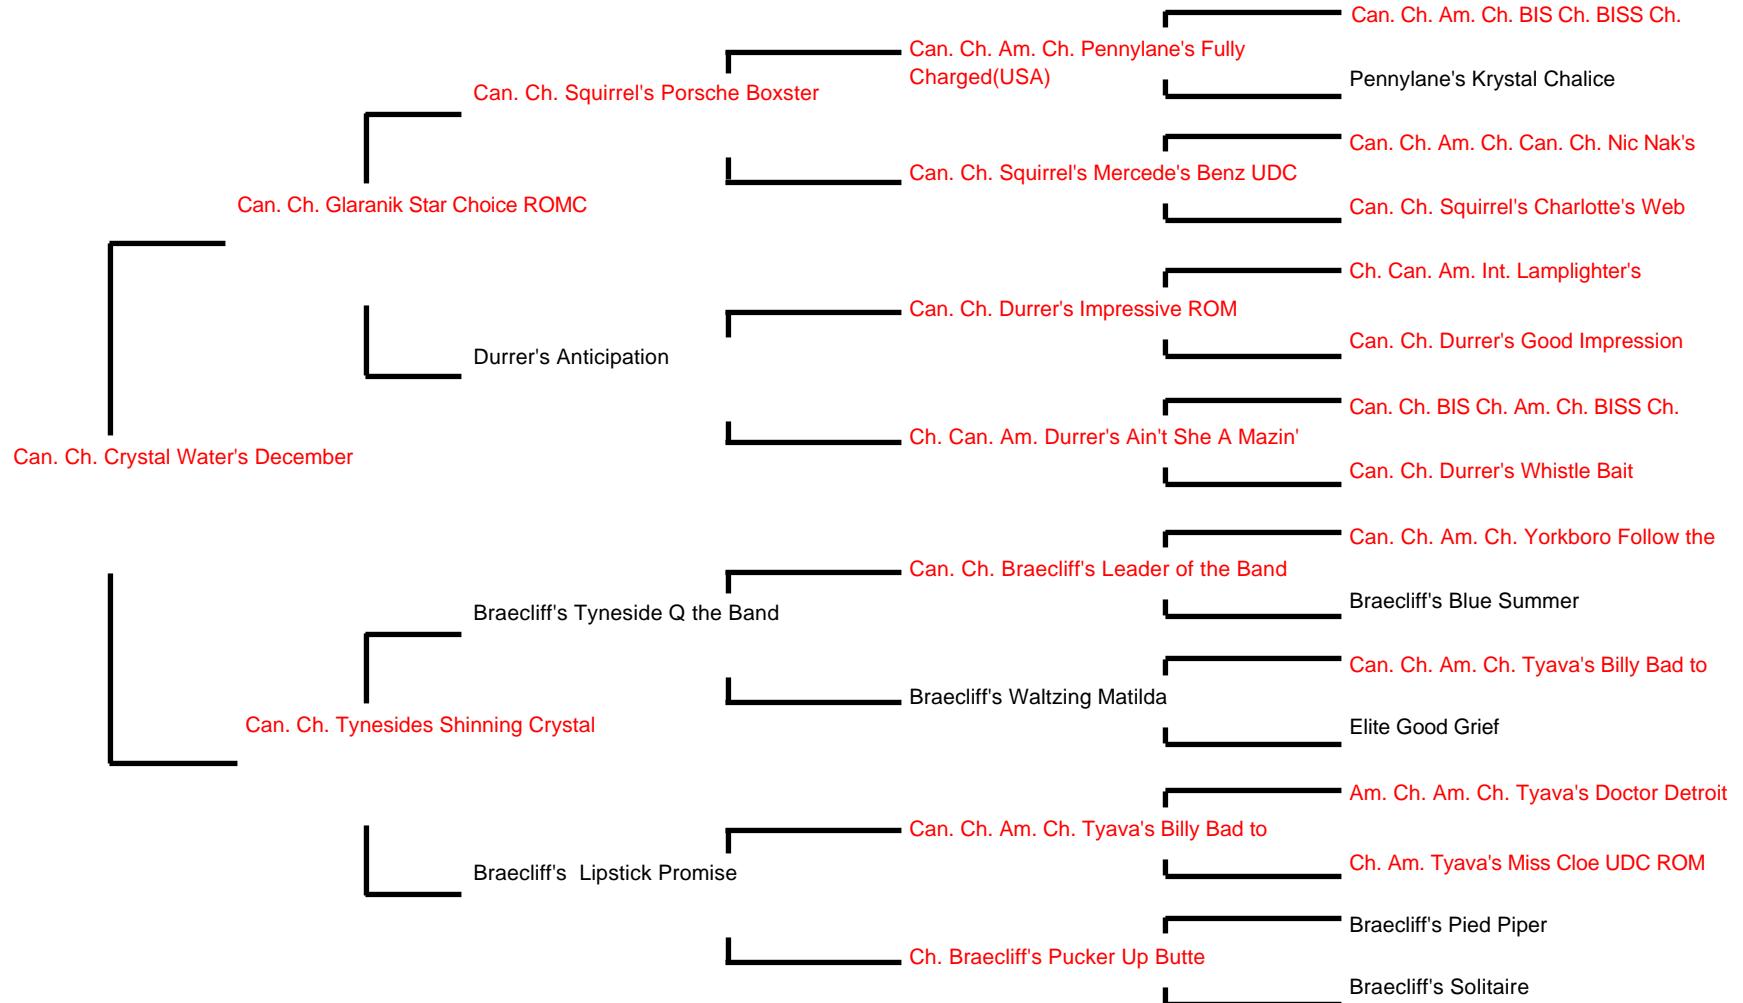 Can. Ch. Am. Ch. BIS Ch. BISS Ch.
Can. Ch. Am. Ch. Pennylane's Fully
Charged(USA)
Pennylane's Krystal Chalice
Can. Ch. Squirrel's Porsche Boxster
Can. Ch. Am. Ch. Can. Ch. Nic Nak's
Can. Ch. Squirrel's Mercede's Benz UDC
Can. Ch. Glaranik Star Choice ROMC
Can. Ch. Squirrel's Charlotte's Web
Ch. Can. Am. Int. Lamplighter's
Can. Ch. Durrer's Impressive ROM
Can. Ch. Durrer's Good Impression
Durrer's Anticipation
Can. Ch. BIS Ch. Am. Ch. BISS Ch.
Ch. Can. Am. Durrer's Ain't She A Mazin'
Can. Ch. Crystal Water's December
Can. Ch. Durrer's Whistle Bait
Can. Ch. Am. Ch. Yorkboro Follow the
Can. Ch. Braecliff's Leader of the Band
Braecliff's Blue Summer
Braecliff's Tyneside Q the Band
Can. Ch. Am. Ch. Tyava's Billy Bad to
Braecliff's Waltzing Matilda
Can. Ch. Tynesides Shinning Crystal
Elite Good Grief
Am. Ch. Am. Ch. Tyava's Doctor Detroit
Can. Ch. Am. Ch. Tyava's Billy Bad to
Ch. Am. Tyava's Miss Cloe UDC ROM
Braecliff's  Lipstick Promise
Braecliff's Pied Piper
Ch. Braecliff's Pucker Up Butte
Braecliff's Solitaire